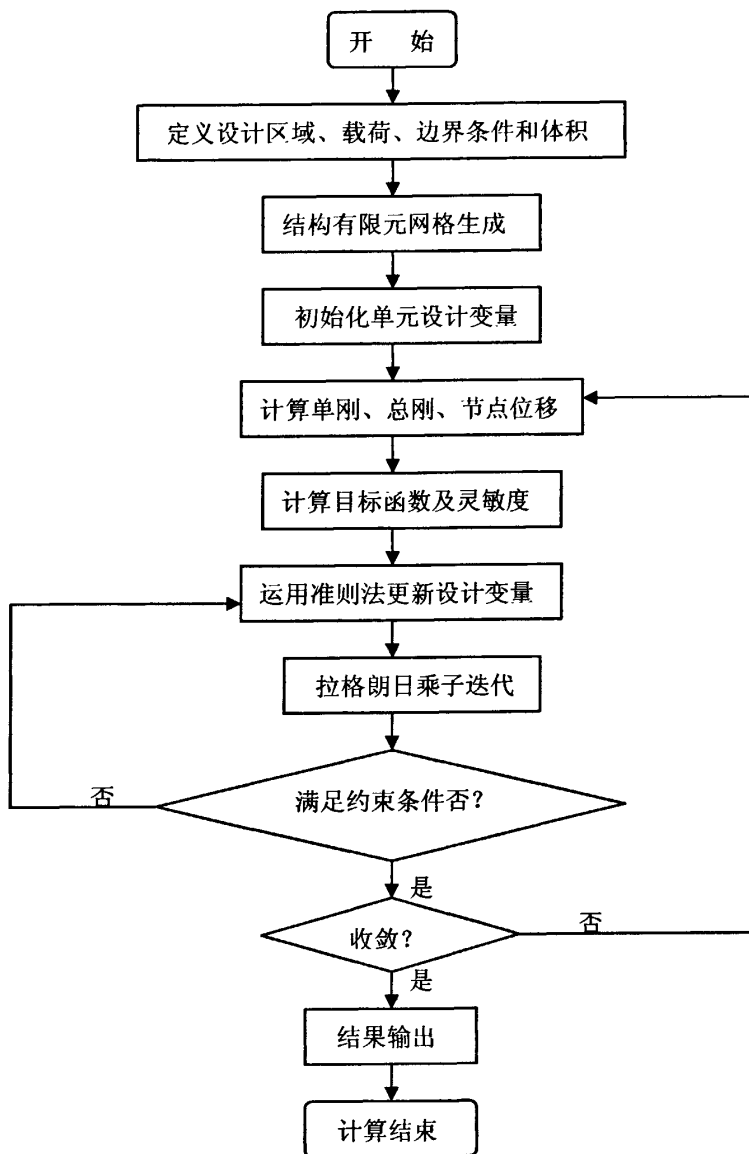 开 始
定义设计区域、载荷、边界条件和体积
结构有限元网格生成
初始化单元设计变量
计算单刚、总刚、节点位移
计算目标函数及灵敏度
运用准则法更新设计变量
拉格朗日乘子迭代
满足约束条件否?
否
是
收敛?
否
是
结果输出
计算结束